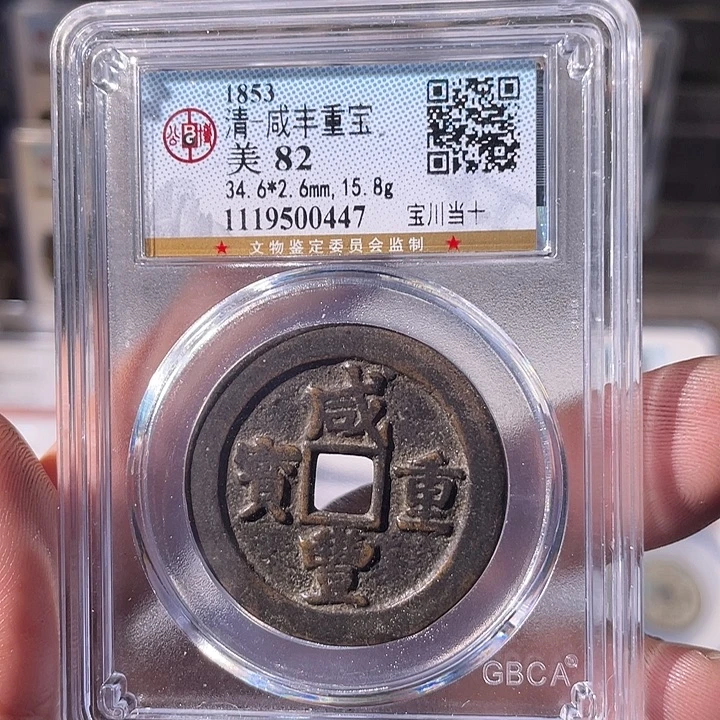 1853
清-咸丰重宝
美 82
34.6*2.6mm,15.8g
1119500447 宝川当十
★ 文物鉴定委员会监制 ★
咸
寳 重
豐
GBCA